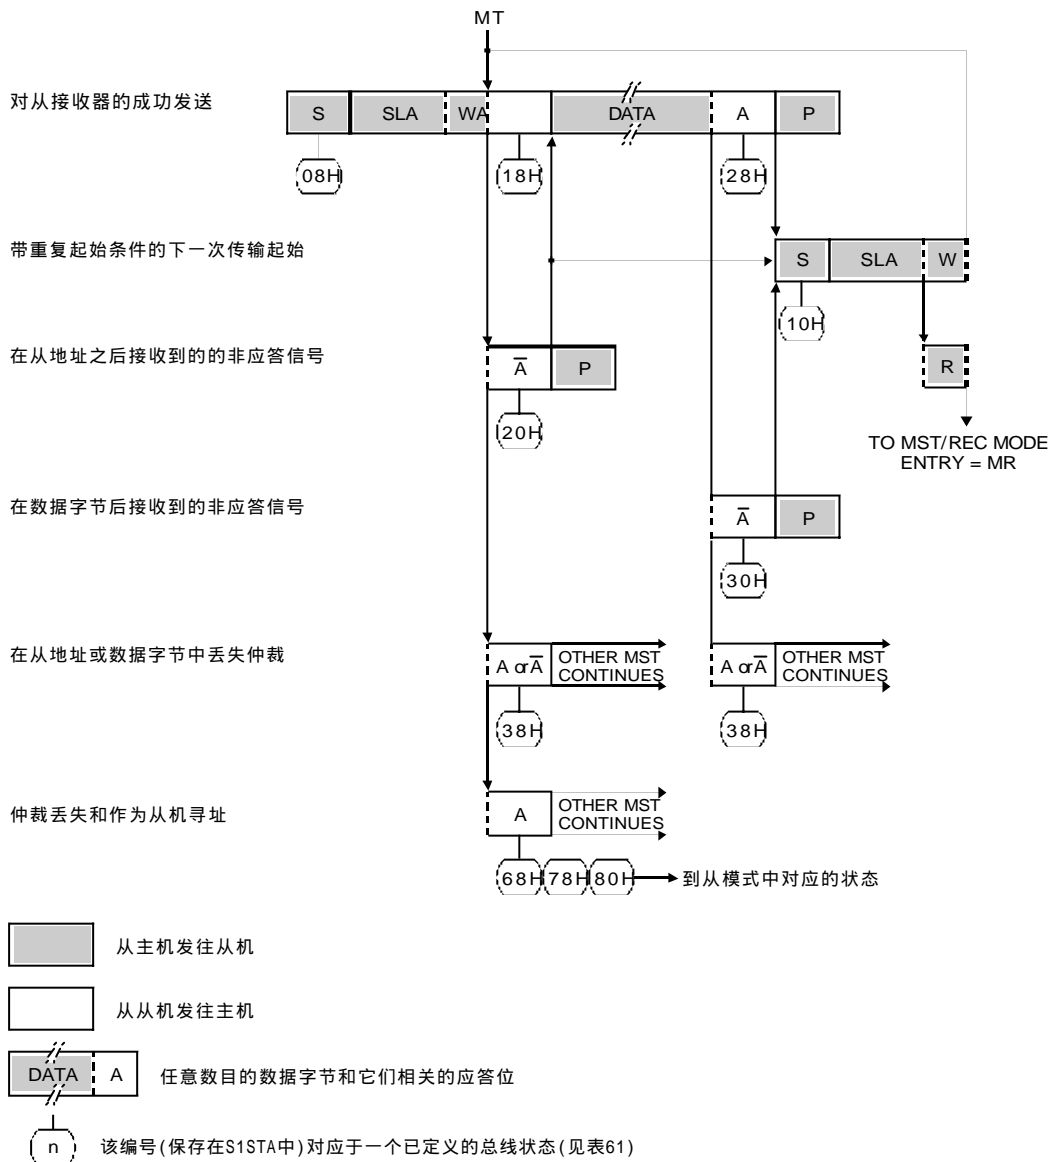 MT
对从接收器的成功发送
S SLA WA DATA A P
08H 18H 28H
带重复起始条件的下一次传输起始
S SLA W
10H
在从地址之后接收到的的非应答信号
A̅ P
R
20H
TO MST/REC MODE
ENTRY = MR
在数据字节后接收到的非应答信号
A̅ P
30H
在从地址或数据字节中丢失仲裁
A or A̅ OTHER MST CONTINUES A or A̅ OTHER MST CONTINUES
38H 38H
仲裁丢失和作为从机寻址
A OTHER MST CONTINUES
68H 78H 80H 到从模式中对应的状态
从主机发往从机
从从机发往主机
DATA A 任意数目的数据字节和它们相关的应答位
n 该编号(保存在S1STA中)对应于一个已定义的总线状态(见表61)